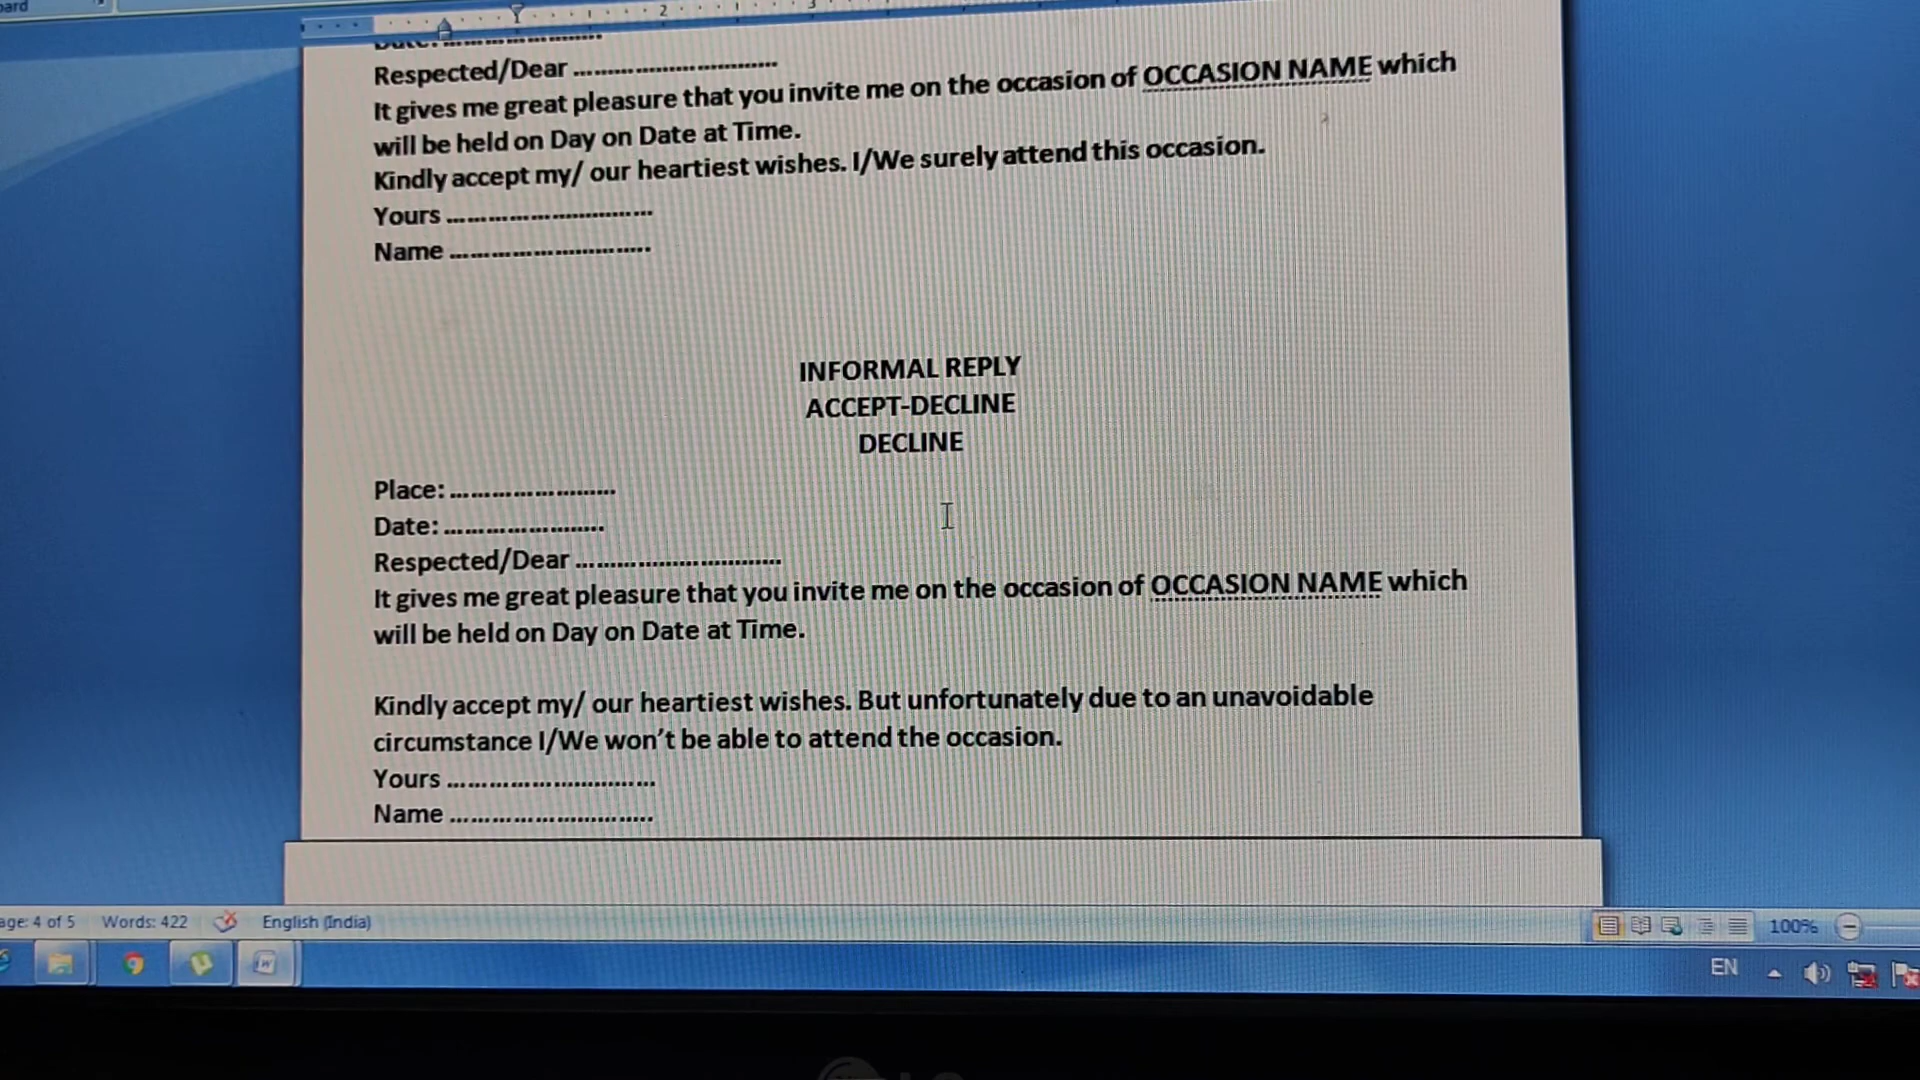 Respected/Dear ................................
It gives me great pleasure that you invite me on the occasion of OCCASION NAME which
will be held on Day on Date at Time.
Kindly accept my/ our heartiest wishes. I/We surely attend this occasion.
Yours ................................
Name ................................
INFORMAL REPLY
ACCEPT-DECLINE
DECLINE
Place: ..........................
Date: ..........................
Respected/Dear ................................
It gives me great pleasure that you invite me on the occasion of OCCASION NAME which
will be held on Day on Date at Time.
Kindly accept my/ our heartiest wishes. But unfortunately due to an unavoidable
circumstance I/We won't be able to attend the occasion.
Yours ................................
Name ................................
age: 4 of 5 Words: 422 English (India) 100%
EN